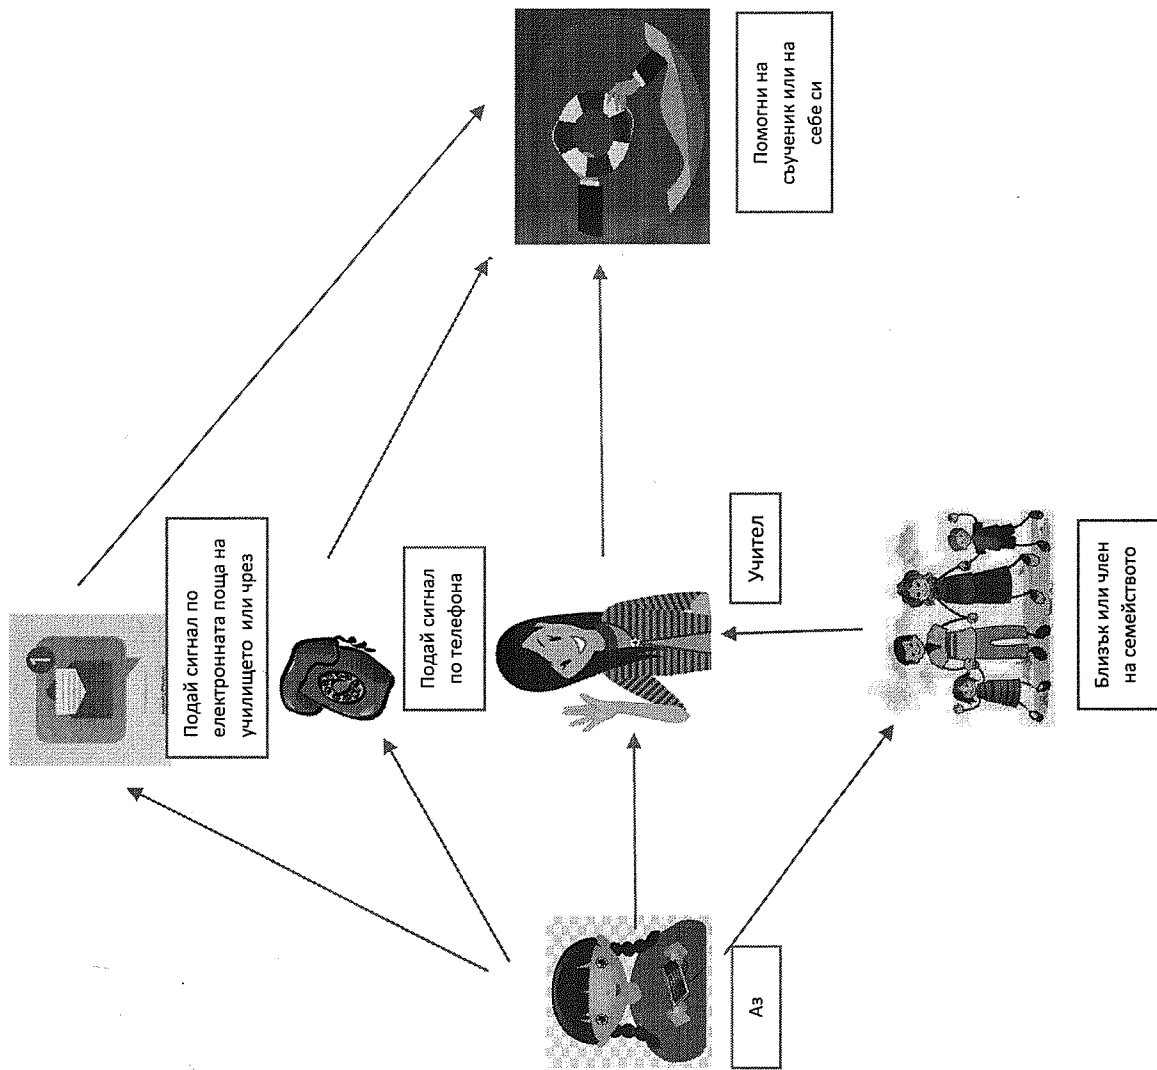 Подай сигнал по
електронната поща на
училището или чрез
Подай сигнал
по телефона
Учител
Близък или член
на семейството
Аз
Помогни на
съученик или на
себе си
1